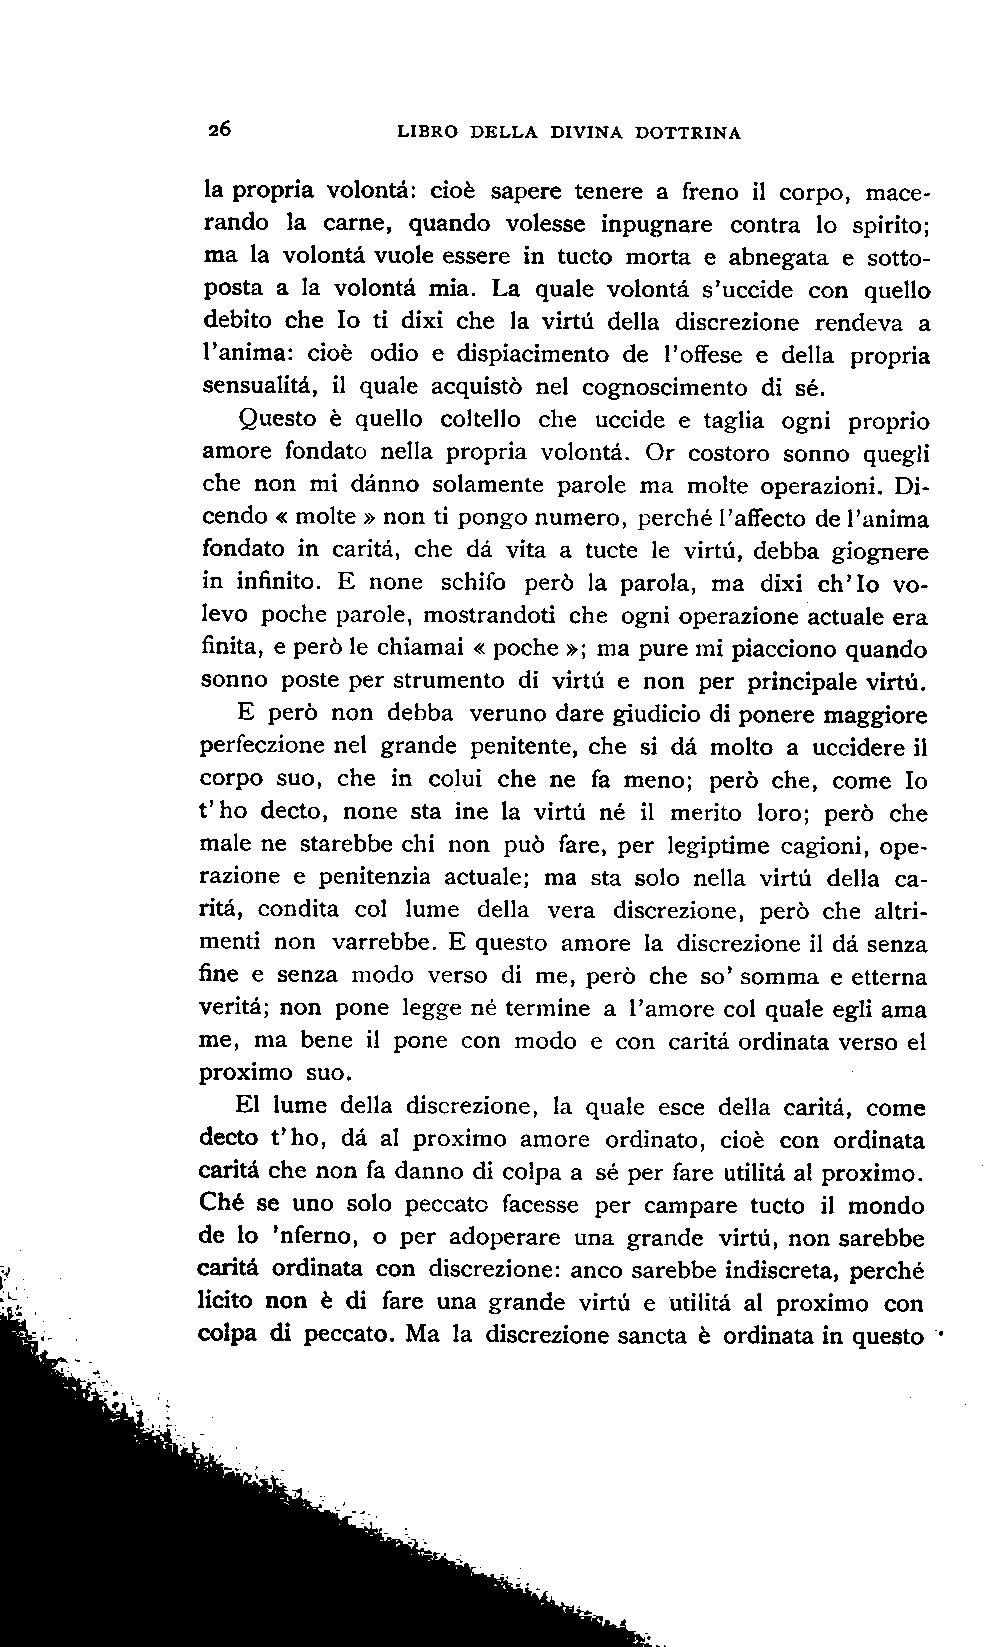 26 LIBRO DELLA DIVINA DOTTRINA
la propria volontá: cioè sapere tenere a freno il corpo, mace-
rando la carne, quando volesse inpugnare contra lo spirito;
ma la volontá vuole essere in tucto morta e abnegata e sotto-
posta a la volontá mia. La quale volontá s'uccide con quello
debito che Io ti dixi che la virtú della discrezione rendeva a
l'anima: cioè odio e dispiacimento de l'offese e della propria
sensualitá, il quale acquistò nel cognoscimento di sé.
Questo è quello coltello che uccide e taglia ogni proprio
amore fondato nella propria volontá. Or costoro sonno quegli
che non mi dánno solamente parole ma molte operazioni. Di-
cendo « molte » non ti pongo numero, perché l'affecto de l'anima
fondato in caritá, che dá vita a tucte le virtú, debba giognere
in infinito. E none schifo però la parola, ma dixi ch'Io vo-
levo poche parole, mostrandoti che ogni operazione actuale era
finita, e però le chiamai « poche »; ma pure mi piacciono quando
sonno poste per strumento di virtú e non per principale virtú.
E però non debba veruno dare giudicio di ponere maggiore
perfeczione nel grande penitente, che si dá molto a uccidere il
corpo suo, che in colui che ne fa meno; però che, come Io
t'ho decto, none sta ine la virtú né il merito loro; però che
male ne starebbe chi non può fare, per legiptime cagioni, ope-
razione e penitenzia actuale; ma sta solo nella virtú della ca-
ritá, condita col lume della vera discrezione, però che altri-
menti non varrebbe. E questo amore la discrezione il dá senza
fine e senza modo verso di me, però che so' somma e etterna
veritá; non pone legge né termine a l'amore col quale egli ama
me, ma bene il pone con modo e con caritá ordinata verso el
proximo suo.
El lume della discrezione, la quale esce della caritá, come
decto t'ho, dá al proximo amore ordinato, cioè con ordinata
caritá che non fa danno di colpa a sé per fare utilitá al proximo.
Ché se uno solo peccato facesse per campare tucto il mondo
de lo 'nferno, o per adoperare una grande virtú, non sarebbe
caritá ordinata con discrezione: anco sarebbe indiscreta, perché
licito non è di fare una grande virtú e utilitá al proximo con
colpa di peccato. Ma la discrezione sancta è ordinata in questo